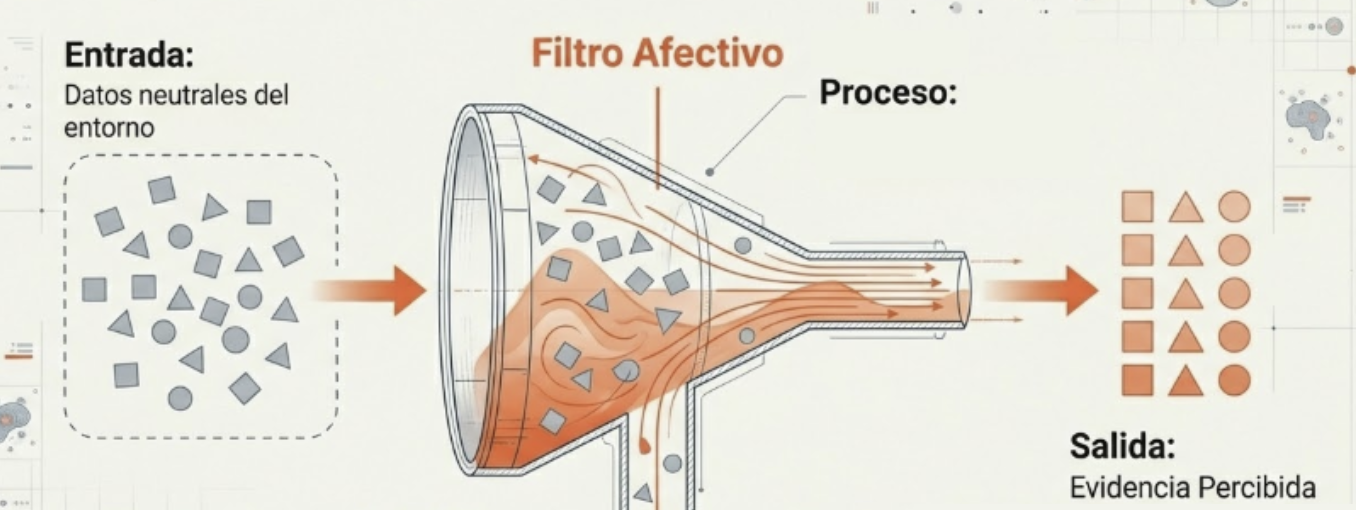 Entrada:
Datos neutrales del
entorno
Filtro Afectivo
Proceso:
Salida:
Evidencia Percibida